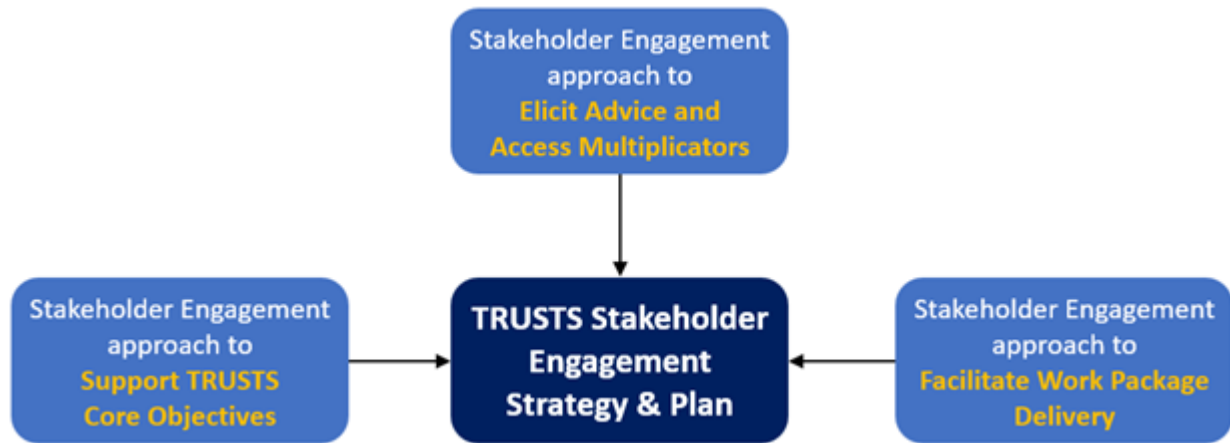 Stakeholder Engagement
approach to
Elicit Advice and
Access Multiplicators
Stakeholder Engagement
approach to
Support TRUSTS
Core Objectives
TRUSTS Stakeholder
Engagement
Strategy & Plan
Stakeholder Engagement
approach to
Facilitate Work Package
Delivery